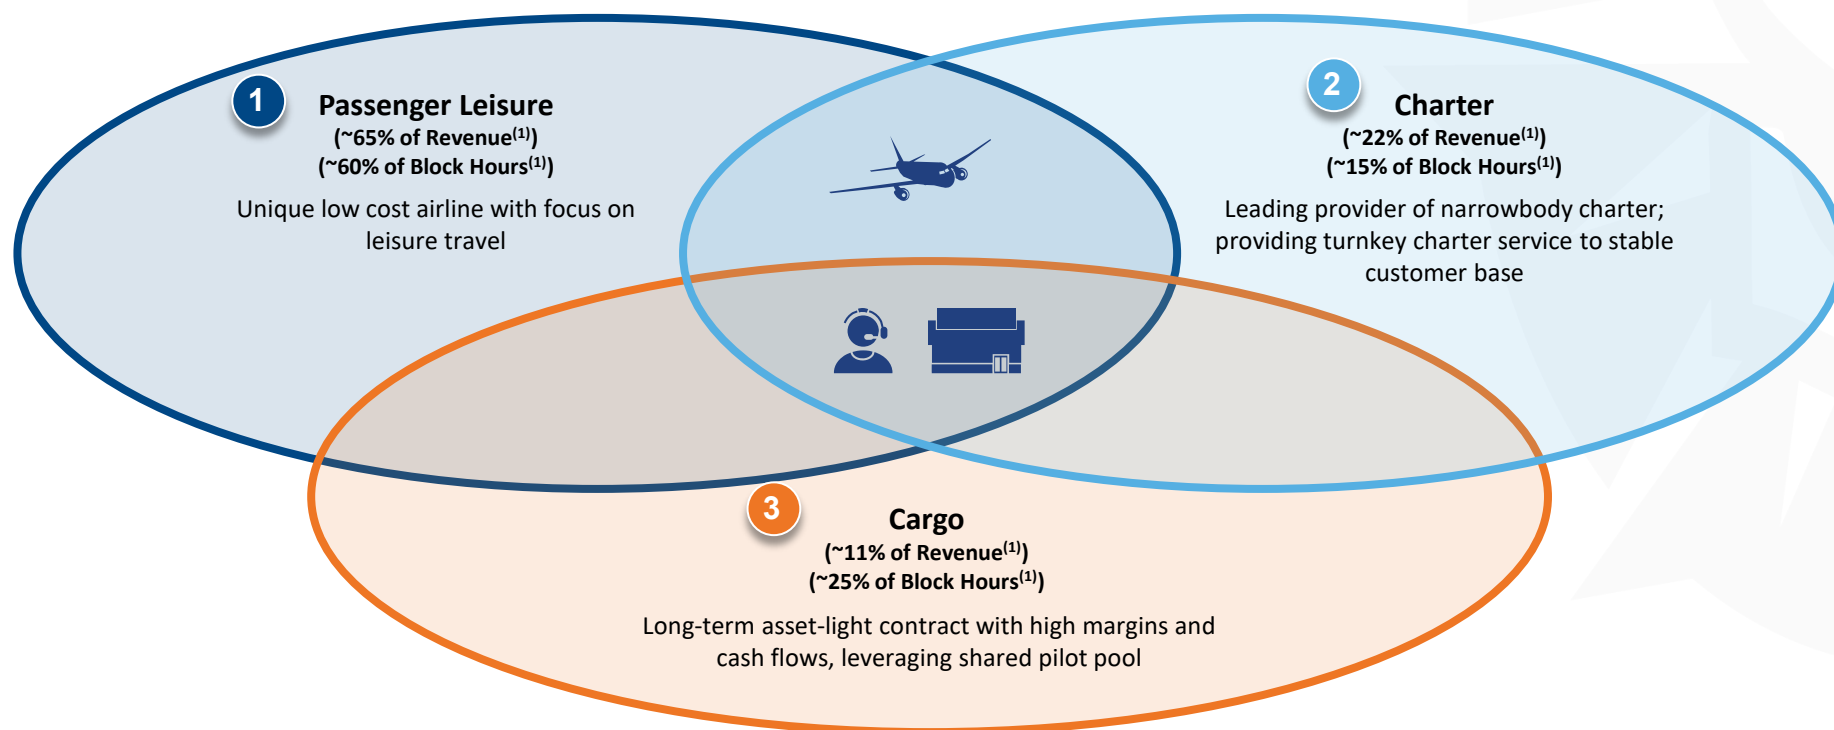 1
Passenger Leisure
(~65% of Revenue(1))
(~60% of Block Hours(1))
Unique low cost airline with focus on
leisure travel
2
Charter
(~22% of Revenue(1))
(~15% of Block Hours(1))
Leading provider of narrowbody charter;
providing turnkey charter service to stable
customer base
3
Cargo
(~11% of Revenue(1))
(~25% of Block Hours(1))
Long-term asset-light contract with high margins and
cash flows, leveraging shared pilot pool